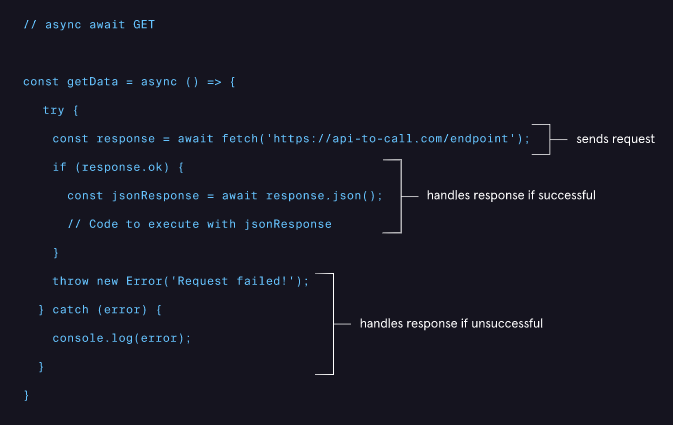 // async await GET
const getData = async () => {
try {
const response = await fetch('https://api-to-call.com/endpoint');
sends request
if (response.ok) {
const jsonResponse = await response.json();
handles response if successful
// Code to execute with jsonResponse
}
throw new Error('Request failed!');
} catch (error) {
handles response if unsuccessful
console.log(error);
}
}